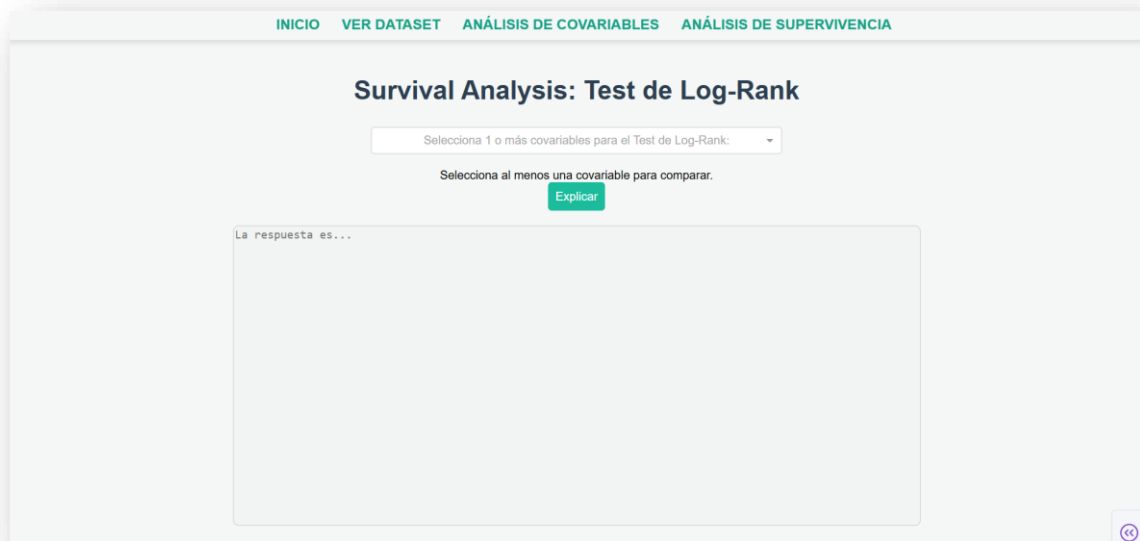 INICIO VER DATASET ANÁLISIS DE COVARIABLES ANÁLISIS DE SUPERVIVENCIA
Survival Analysis: Test de Log-Rank
Selecciona 1 o más covariables para el Test de Log-Rank:
Selecciona al menos una covariable para comparar.
Explicar
La respuesta es...